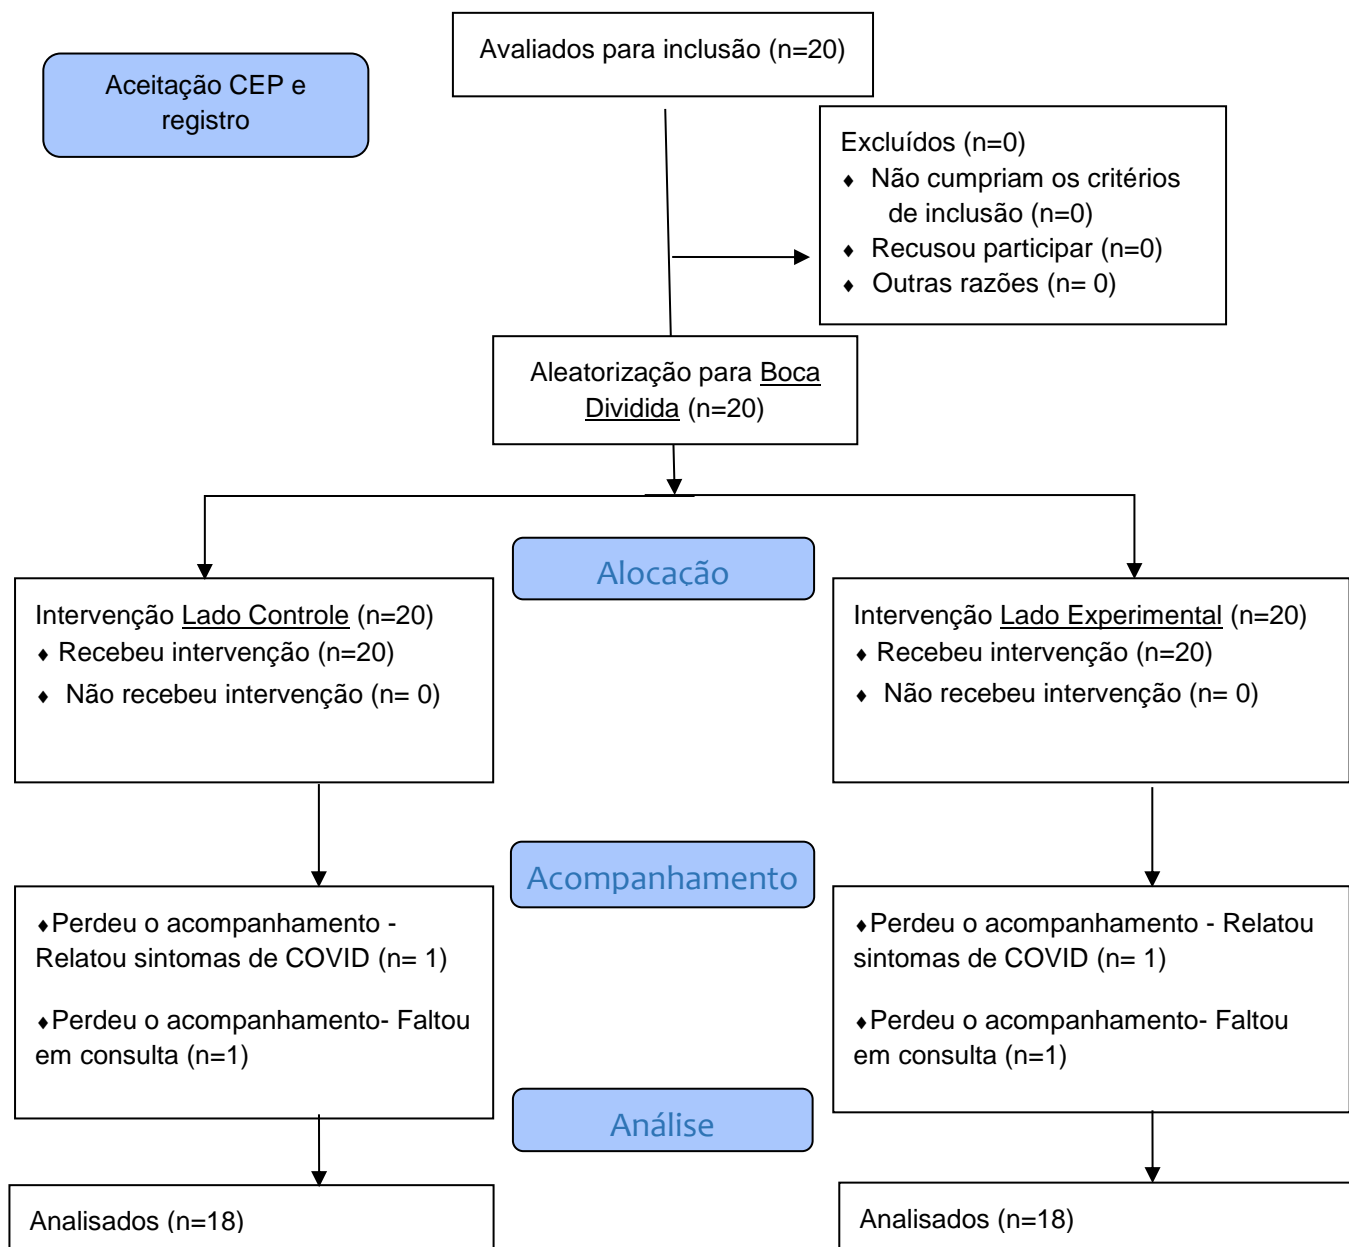 Avaliados para inclusão (n=20)
Aceitação CEP e
registro
Excluídos (n=0)
♦ Não cumpriam os critérios
de inclusão (n=0)
♦ Recusou participar (n=0)
♦ Outras razões (n= 0)
Aleatorização para Boca
Dividida (n=20)
Alocação
Intervenção Lado Controle (n=20)
♦ Recebeu intervenção (n=20)
♦ Não recebeu intervenção (n= 0)
Intervenção Lado Experimental (n=20)
♦ Recebeu intervenção (n=20)
♦ Não recebeu intervenção (n= 0)
Acompanhamento
♦Perdeu o acompanhamento -
Relatou sintomas de COVID (n= 1)
♦Perdeu o acompanhamento- Faltou
em consulta (n=1)
♦Perdeu o acompanhamento - Relatou
sintomas de COVID (n= 1)
♦Perdeu o acompanhamento- Faltou
em consulta (n=1)
Análise
Analisados (n=18)
Analisados (n=18)